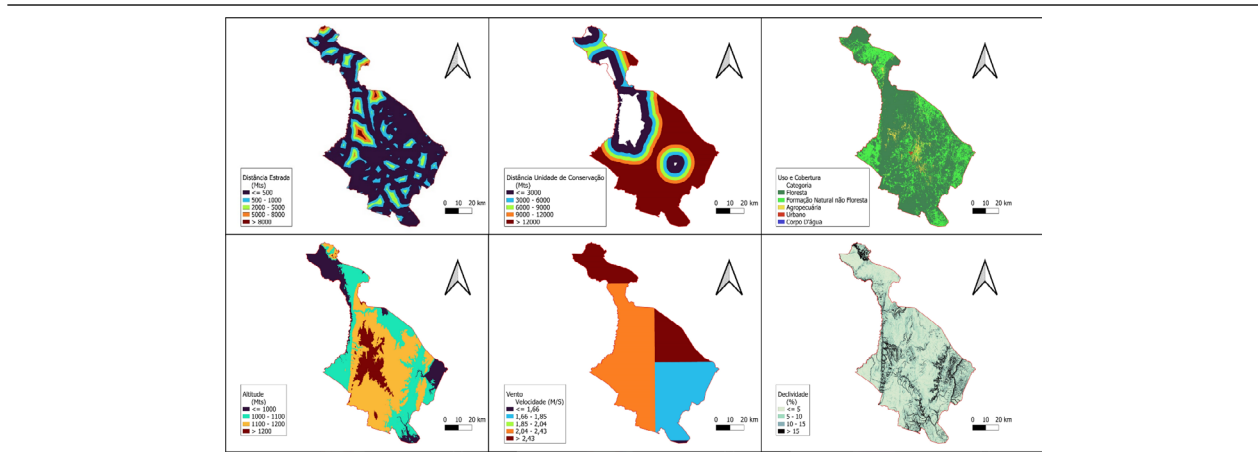 Distância Estrada
(Mts)
<= 500
500 - 1000
2000 - 5000
5000 - 8000
> 8000
0 10 20 km
Distância Unidade de Conservação
(Mts)
<= 3000
3000 - 6000
6000 - 9000
9000 - 12000
> 12000
0 10 20 km
Uso e Cobertura
Categoria
Floresta
Formação Natural não Floresta
Agropecuária
Urbano
Corpo D'água
0 10 20 km
Altitude
(Mts)
<= 1000
1000 - 1100
1100 - 1200
> 1200
0 10 20 km
Vento
Velocidade (M/S)
<= 1,66
1,66 - 1,85
1,85 - 2,04
2,04 - 2,43
> 2,43
0 10 20 km
Declividade
(%)
<= 5
5 - 10
10 - 15
> 15
0 10 20 km